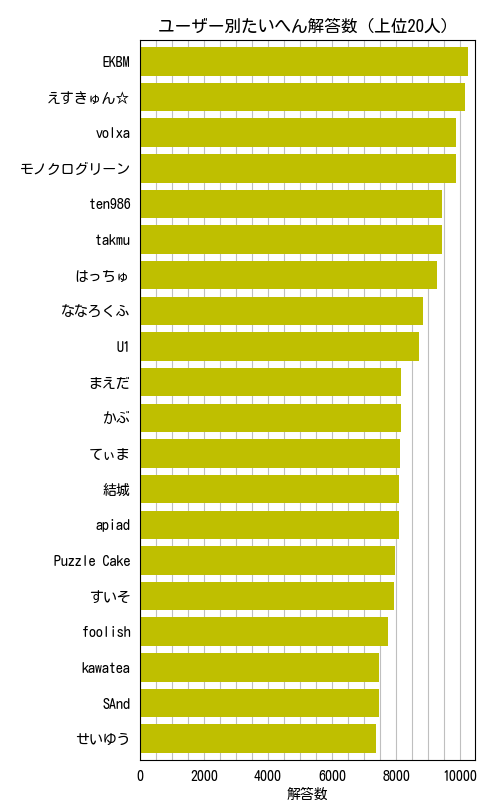 ユーザー別たいへん解答数（上位20人）
EKBM
えすきゅん☆
volxa
モノクログリーン
ten986
takmu
はっちゅ
ななろくふ
U1
まえだ
かぶ
てぃま
結城
apiad
Puzzle Cake
すいそ
foolish
kawatea
SAnd
せいゆう
0 2000 4000 6000 8000 10000
解答数